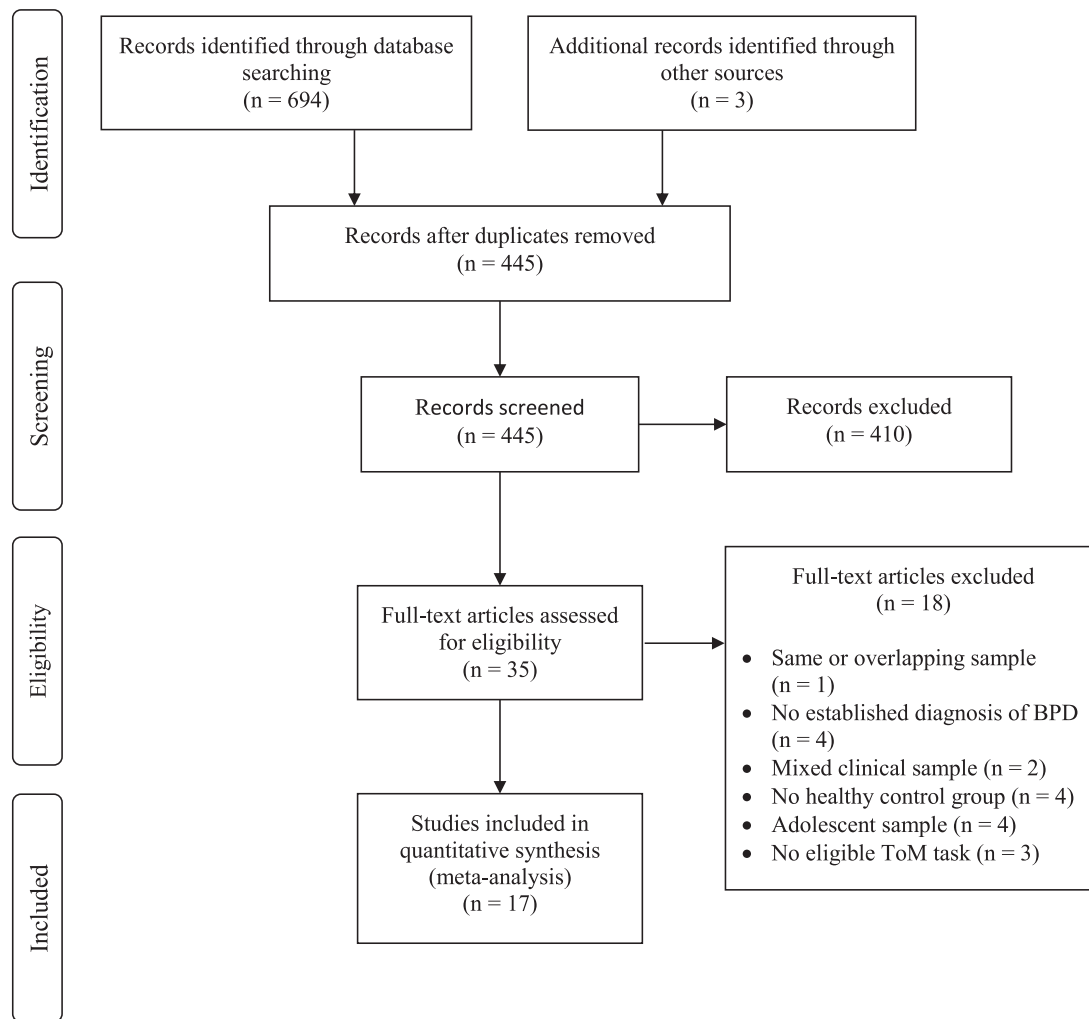 Identification
Records identified through database
searching
(n = 694)
Additional records identified through
other sources
(n = 3)
Records after duplicates removed
(n = 445)
Screening
Records screened
(n = 445)
Records excluded
(n = 410)
Eligibility
Full-text articles assessed
for eligibility
(n = 35)
Full-text articles excluded
(n = 18)
• Same or overlapping sample
(n = 1)
• No established diagnosis of BPD
(n = 4)
• Mixed clinical sample (n = 2)
• No healthy control group (n = 4)
• Adolescent sample (n = 4)
• No eligible ToM task (n = 3)
Included
Studies included in
quantitative synthesis
(meta-analysis)
(n = 17)